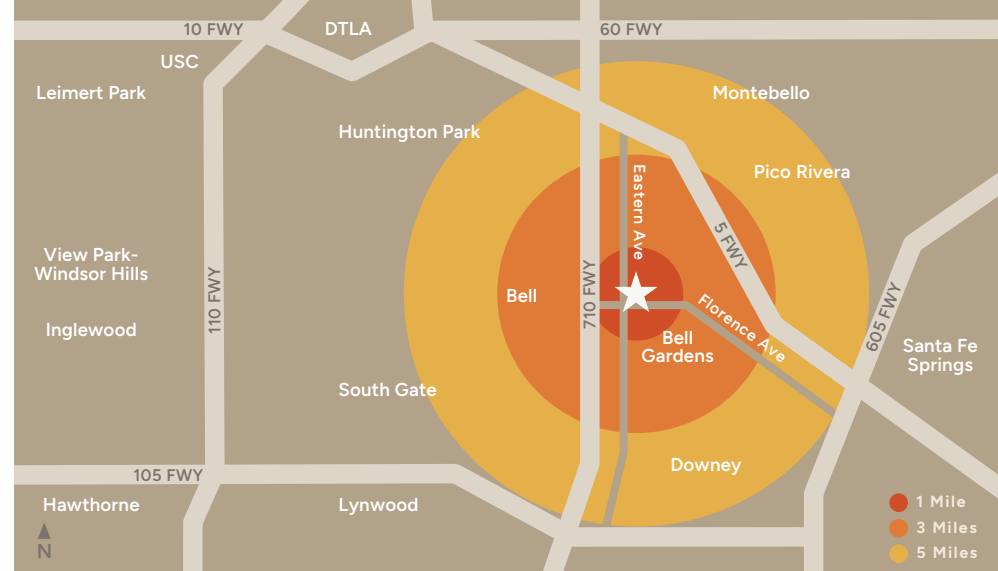 10 FWY
DTLA
60 FWY
USC
Leimert Park
Montebello
Huntington Park
Pico Rivera
Eastern Ave
5 FWY
View Park-
Windsor Hills
110 FWY
710 FWY
Bell
605 FWY
Florence Ave
Inglewood
Bell
Gardens
Santa Fe
Springs
South Gate
Downey
105 FWY
Hawthorne
Lynwood
1 Mile
3 Miles
5 Miles
N